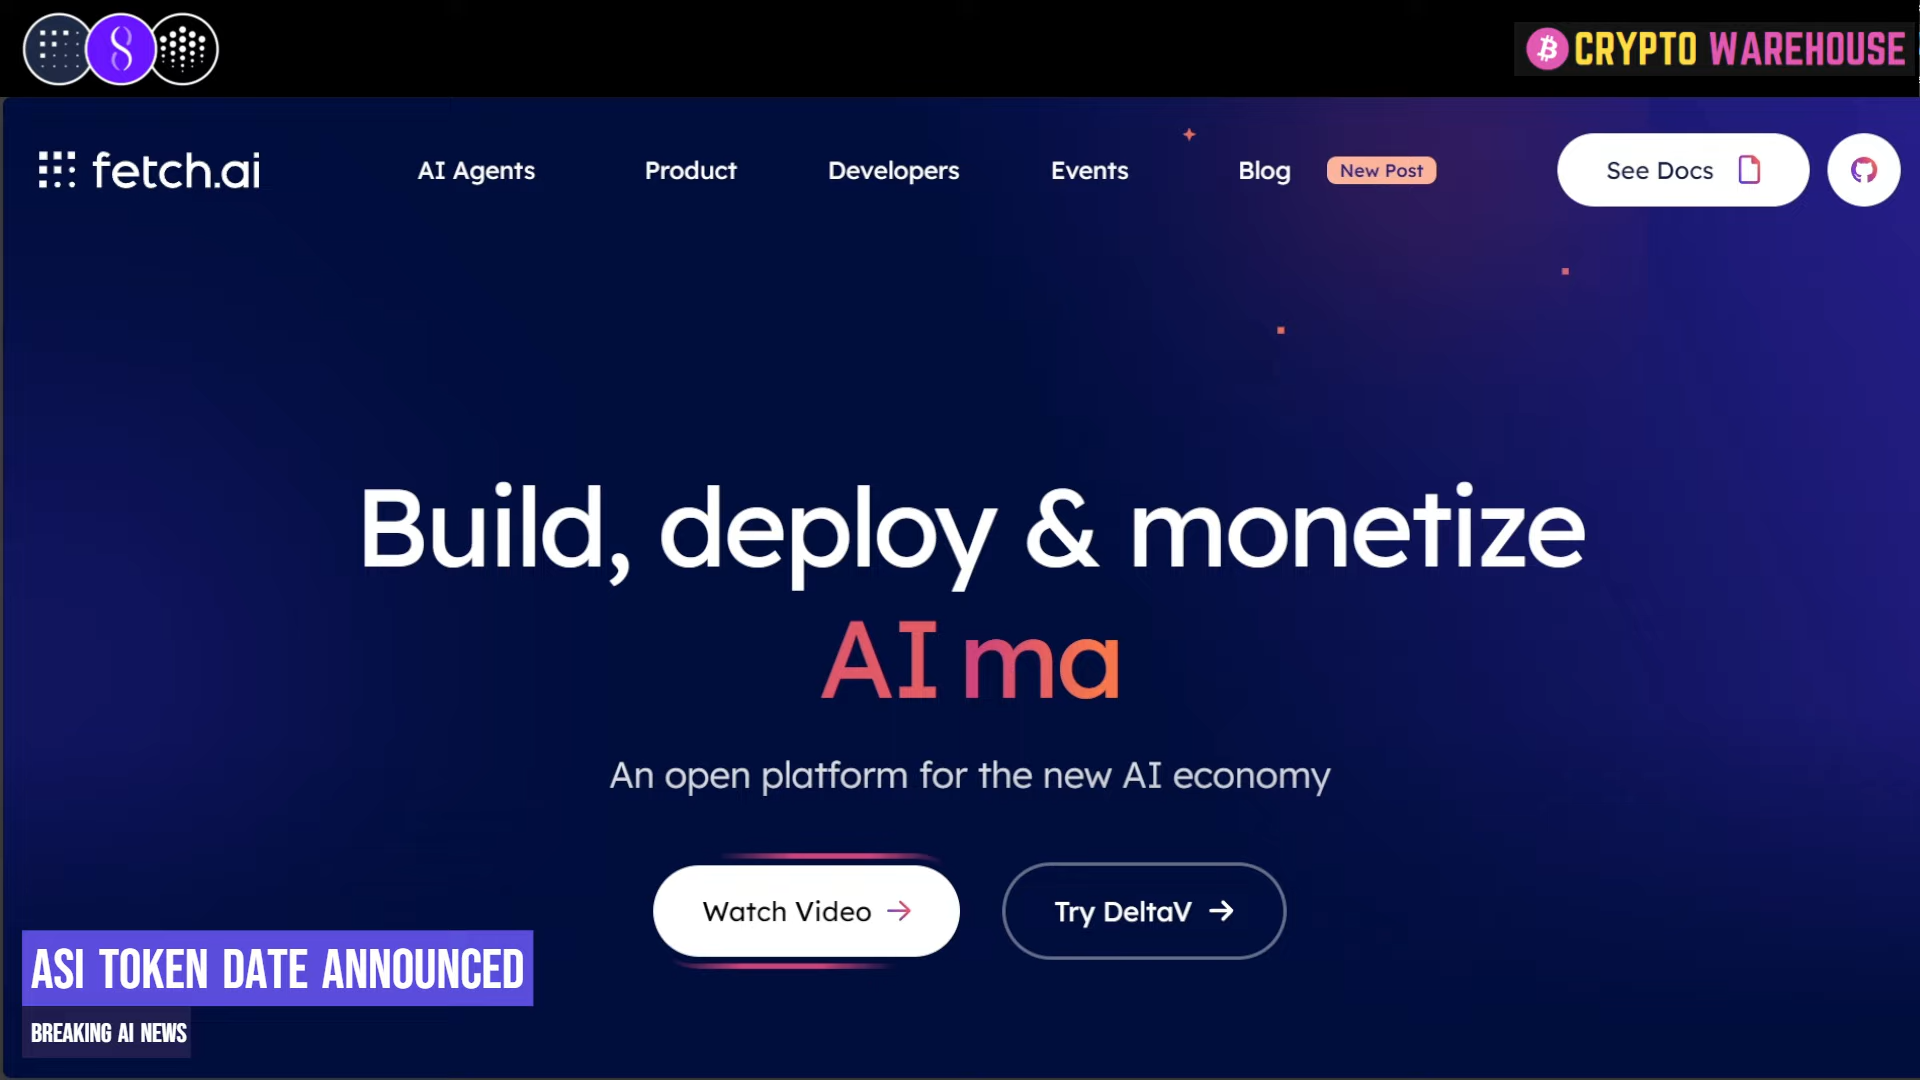 CRYPTO WAREHOUSE
fetch.ai
AI Agents
Product
Developers
Events
Blog
New Post
See Docs
Build, deploy & monetize
AI ma
An open platform for the new AI economy
Watch Video →
Try DeltaV →
ASI TOKEN DATE ANNOUNCED
BREAKING AI NEWS